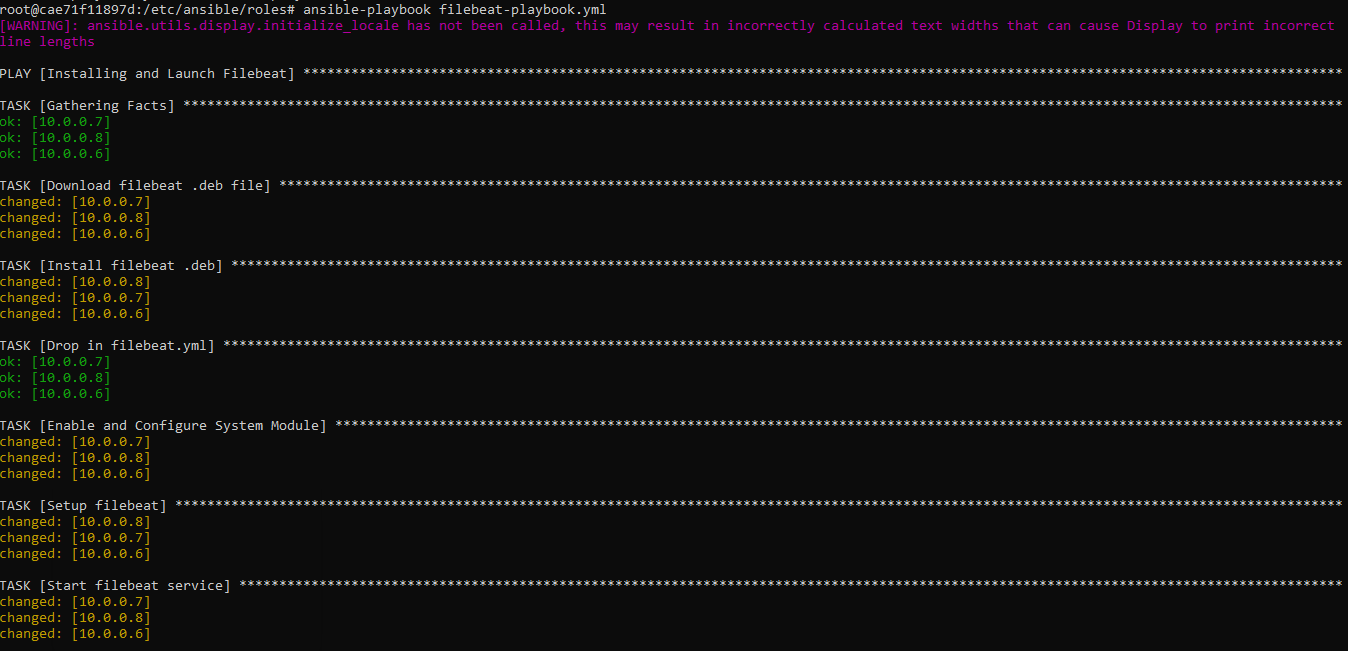 root@cae71f11897d:/etc/ansible/roles# ansible-playbook filebeat-playbook.yml
[WARNING]: ansible.utils.display.initialize_locale has not been called, this may result in incorrectly calculated text widths that can cause Display to print incorrect
line lengths
PLAY [Installing and Launch Filebeat] **********************************************************************************************************************************
TASK [Gathering Facts] *************************************************************************************************************************************************
ok: [10.0.0.7]
ok: [10.0.0.8]
ok: [10.0.0.6]
TASK [Download filebeat .deb file] *************************************************************************************************************************************
changed: [10.0.0.7]
changed: [10.0.0.8]
changed: [10.0.0.6]
TASK [Install filebeat .deb] *******************************************************************************************************************************************
changed: [10.0.0.8]
changed: [10.0.0.7]
changed: [10.0.0.6]
TASK [Drop in filebeat.yml] ********************************************************************************************************************************************
ok: [10.0.0.7]
ok: [10.0.0.8]
ok: [10.0.0.6]
TASK [Enable and Configure System Module] ******************************************************************************************************************************
changed: [10.0.0.7]
changed: [10.0.0.8]
changed: [10.0.0.6]
TASK [Setup filebeat] **************************************************************************************************************************************************
changed: [10.0.0.8]
changed: [10.0.0.7]
changed: [10.0.0.6]
TASK [Start filebeat service] ******************************************************************************************************************************************
changed: [10.0.0.7]
changed: [10.0.0.8]
changed: [10.0.0.6]